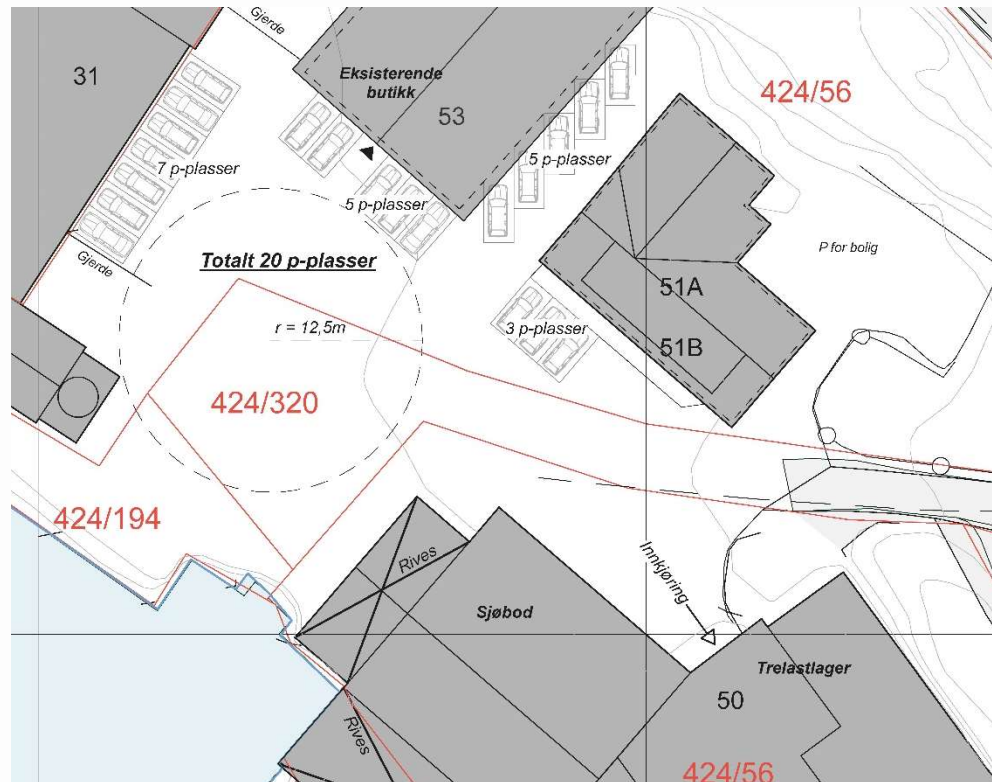 Gjerde
31
Eksisterende
butikk
53
424/56
7 p-plasser
5 p-plasser
5 p-plasser
Gjerde
Totalt 20 p-plasser
P for bolig
r = 12,5m
3 p-plasser
51A
51B
424/320
424/194
Rives
Sjøbod
Innkjøring
Trelastlager
50
Rives
424/56